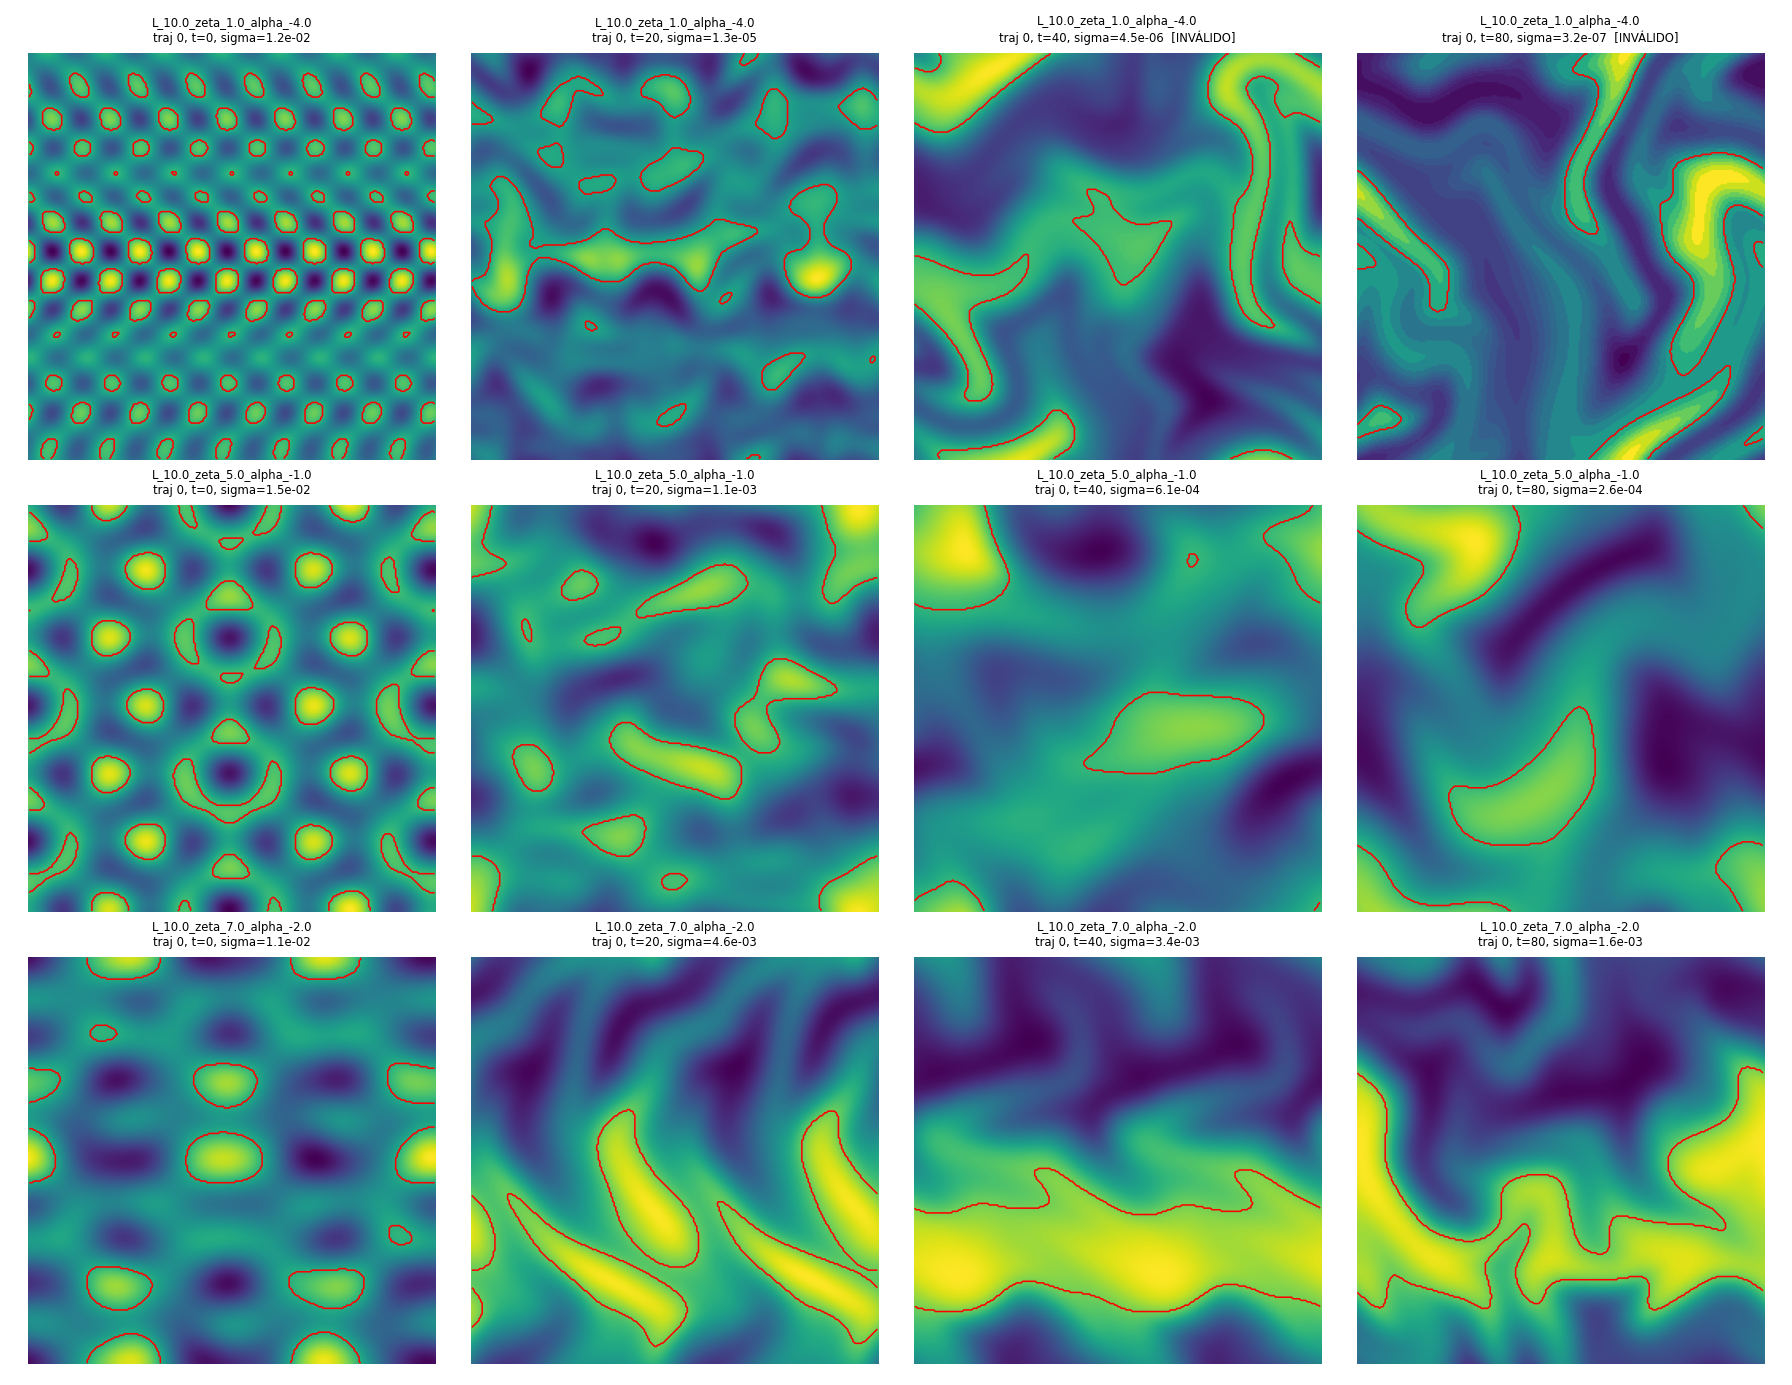 L_10.0_zeta_1.0_alpha_-4.0
traj 0, t=0, sigma=1.2e-02
L_10.0_zeta_1.0_alpha_-4.0
traj 0, t=20, sigma=1.3e-05
L_10.0_zeta_1.0_alpha_-4.0
traj 0, t=40, sigma=4.5e-06 [INVÁLIDO]
L_10.0_zeta_1.0_alpha_-4.0
traj 0, t=80, sigma=3.2e-07 [INVÁLIDO]
L_10.0_zeta_5.0_alpha_-1.0
traj 0, t=0, sigma=1.5e-02
L_10.0_zeta_5.0_alpha_-1.0
traj 0, t=20, sigma=1.1e-03
L_10.0_zeta_5.0_alpha_-1.0
traj 0, t=40, sigma=6.1e-04
L_10.0_zeta_5.0_alpha_-1.0
traj 0, t=80, sigma=2.6e-04
L_10.0_zeta_7.0_alpha_-2.0
traj 0, t=0, sigma=1.1e-02
L_10.0_zeta_7.0_alpha_-2.0
traj 0, t=20, sigma=4.6e-03
L_10.0_zeta_7.0_alpha_-2.0
traj 0, t=40, sigma=3.4e-03
L_10.0_zeta_7.0_alpha_-2.0
traj 0, t=80, sigma=1.6e-03